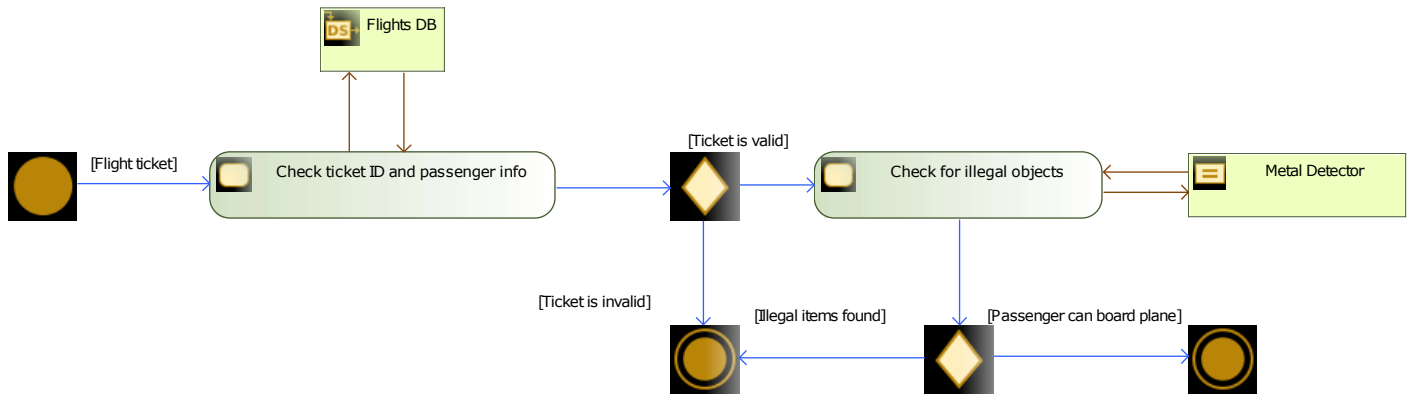 DS
Flights DB
[Ticket is valid]
[Flight ticket]
Check ticket ID and passenger info
Check for illegal objects
Metal Detector
[Ticket is invalid]
[Illegal items found]
[Passenger can board plane]